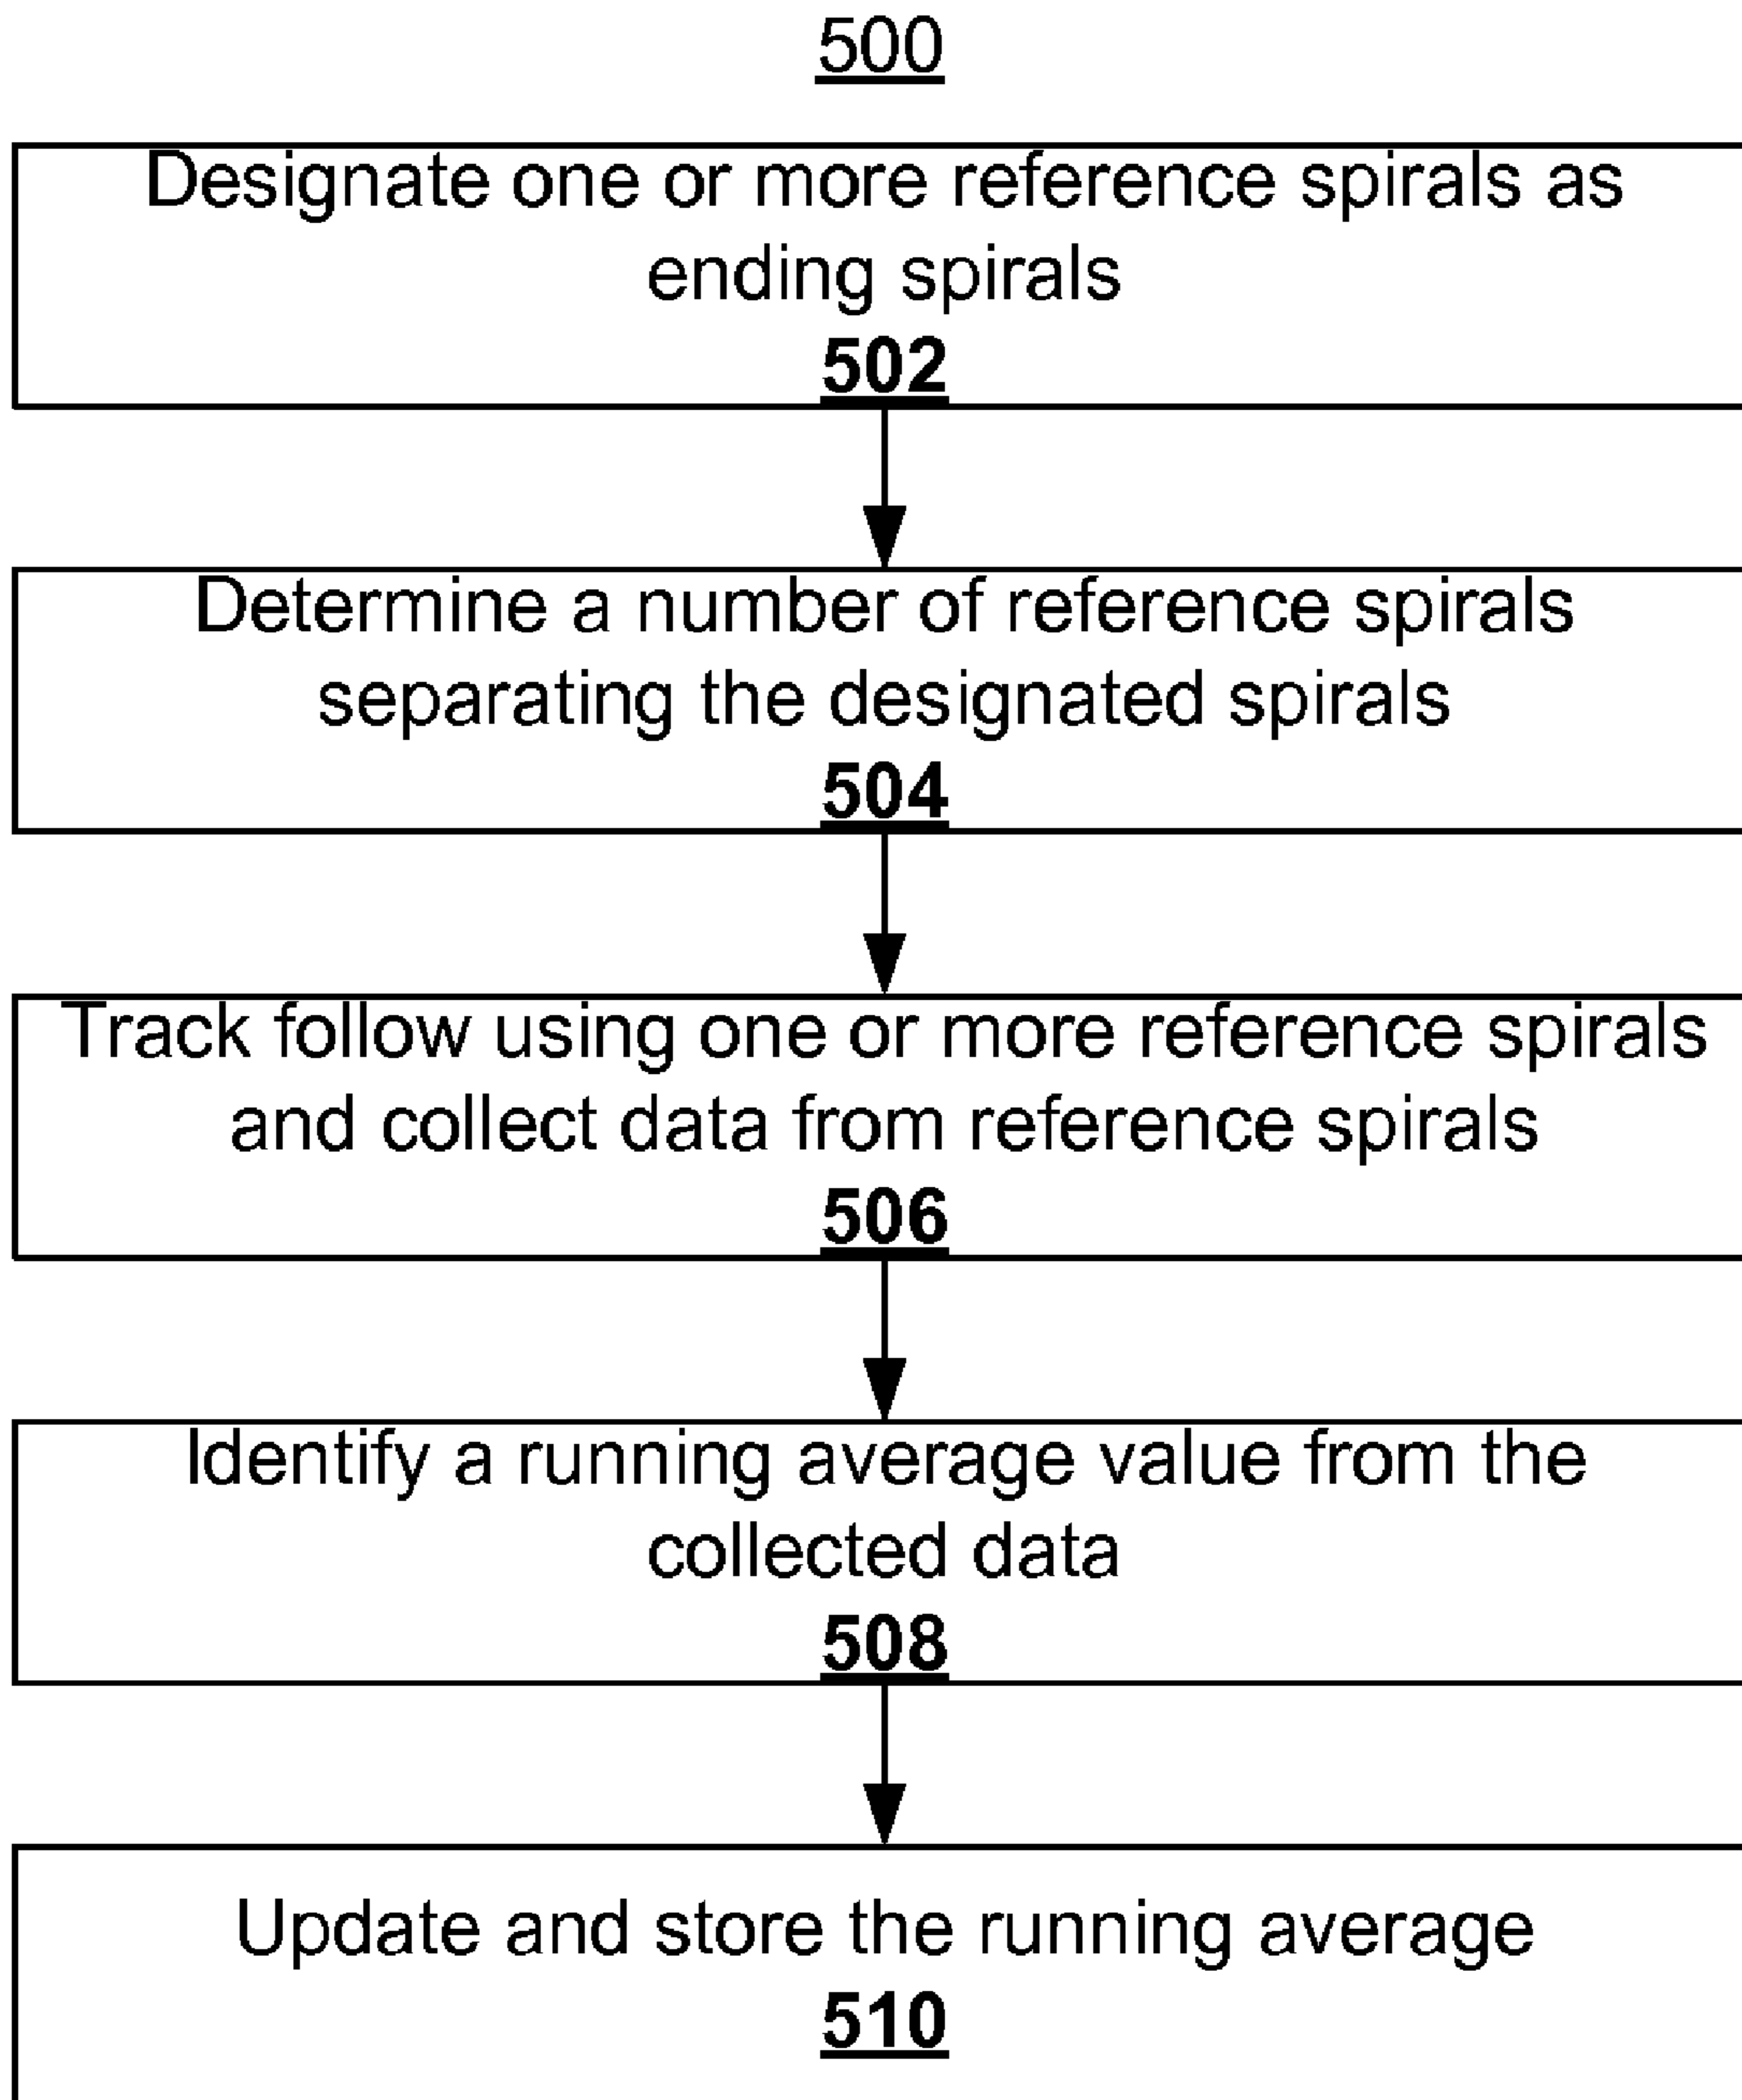 500
Designate one or more reference spirals as
ending spirals
502
Determine a number of reference spirals
separating the designated spirals
504
Track follow using one or more reference spirals
and collect data from reference spirals
506
Identify a running average value from the
collected data
508
Update and store the running average
510